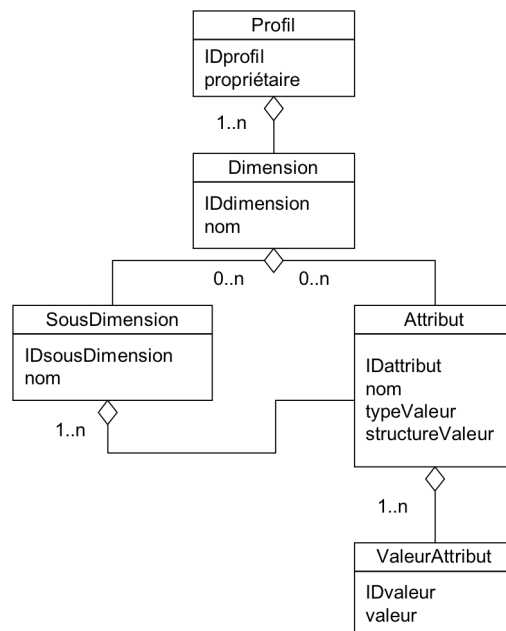 Profil
IDprofil
propriétaire
1..n
Dimension
IDdimension
nom
0..n 0..n
SousDimension
IDsousDimension
nom
1..n
Attribut
IDattribut
nom
typeValeur
structureValeur
1..n
ValeurAttribut
IDvaleur
valeur